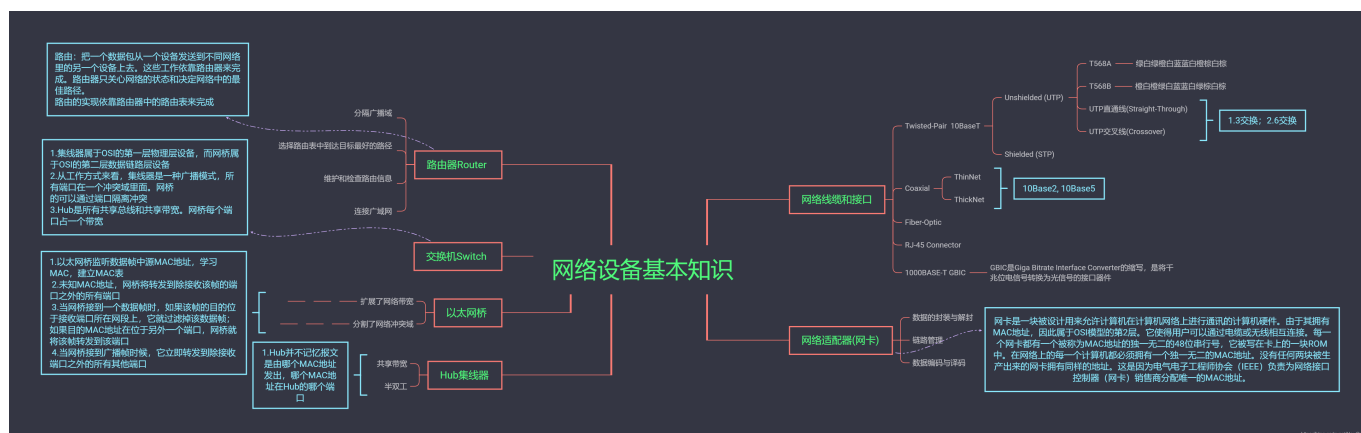 网络设备基本知识
路由器Router
分隔广播域
选择路由表中到达目标最好的路径
维护和检查路由信息
连接广域网
路由：把一个数据包从一个设备发送到不同网络
里的另一个设备上去。这些工作依靠路由器来完
成。路由器只关心网络的状态和决定网络中的最
佳路径。
路由的实现依靠路由器中的路由表来完成
交换机Switch
1.集线器属于OSI的第一层物理层设备，而网桥属
于OSI的第二层数据链路层设备
2.从工作方式来看，集线器是一种广播模式，所
有端口在一个冲突域里面。网桥
的可以通过端口隔离冲突
3.Hub是所有共享总线和共享带宽。网桥每个端
口占一个带宽
以太网桥
扩展了网络带宽
分割了网络冲突域
1.以太网桥监听数据帧中源MAC地址，学习
MAC，建立MAC表
2.未知MAC地址，网桥将转发到除接收该帧的端
口之外的所有端口
3.当网桥接到一个数据帧时，如果该帧的目的位
于接收端口所在网段上，它就过滤掉该数据帧；
如果目的MAC地址在位于另外一个端口，网桥就
将该帧转发到该端口
4.当网桥接到广播帧时候，它立即转发到除接收
端口之外的所有其他端口
Hub集线器
共享带宽
半双工
1.Hub并不记忆报文
是由哪个MAC地址
发出，哪个MAC地
址在Hub的哪个端
口
网络线缆和接口
Twisted-Pair 10BaseT
Unshielded (UTP)
T568A
绿白绿橙白蓝蓝白橙棕白棕
T568B
橙白橙绿白蓝蓝白绿棕白棕
UTP直通线(Straight-Through)
UTP交叉线(Crossover)
1.3交换；2.6交换
Shielded (STP)
Coaxial
ThinNet
ThickNet
10Base2, 10Base5
Fiber-Optic
RJ-45 Connector
1000BASE-T GBIC
GBIC是Giga Bitrate Interface Converter的缩写，是将千
兆位电信号转换为光信号的接口器件
网络适配器(网卡)
数据的封装与解封
链路管理
数据编码与译码
网卡是一块被设计用来允许计算机在计算机网络上进行通讯的计算机硬件。由于其拥有
MAC地址，因此属于OSI模型的第2层。它使得用户可以通过电缆或无线相互连接。每一
个网卡都有一个被称为MAC地址的独一无二的48位串行号，它被写在卡上的一块ROM
中。在网络上的每一个计算机都必须拥有一个独一无二的MAC地址。没有任何两块被生
产出来的网卡拥有同样的地址。这是因为电气电子工程师协会（IEEE）负责为网络接口
控制器（网卡）销售商分配唯一的MAC地址。